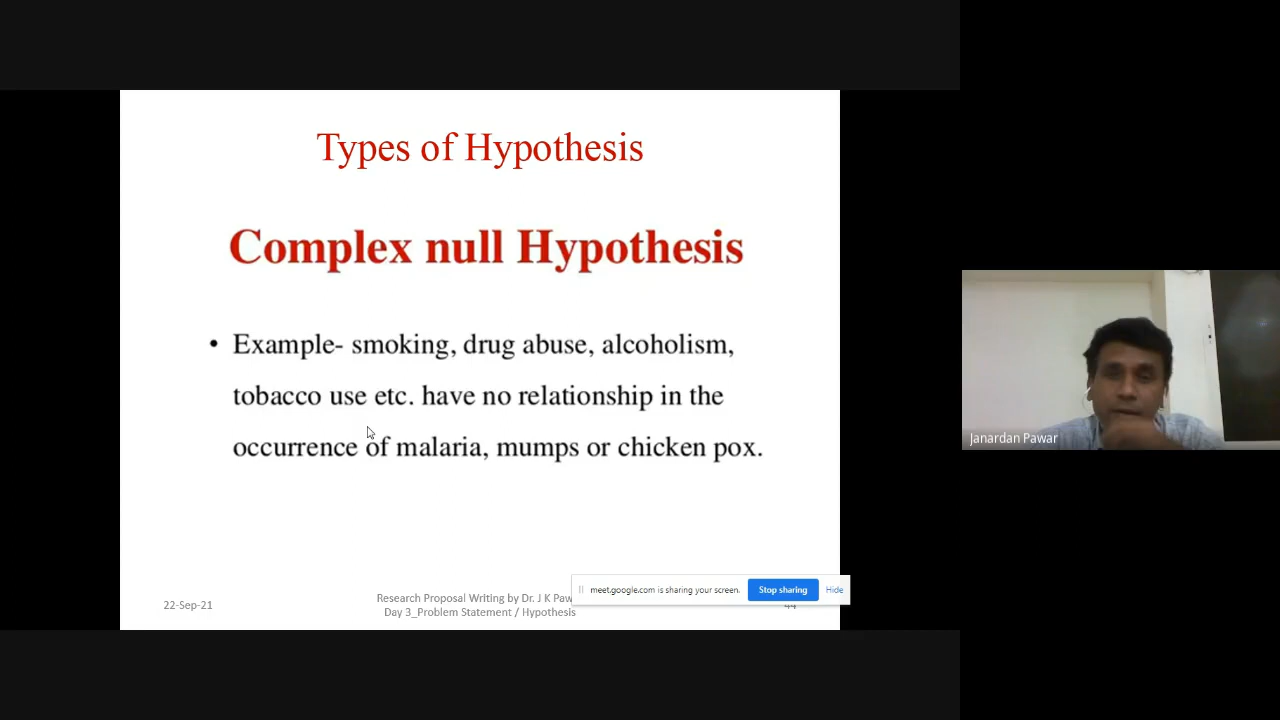 Types of Hypothesis
Complex null Hypothesis
• Example- smoking, drug abuse, alcoholism,
tobacco use etc. have no relationship in the
occurrence of malaria, mumps or chicken pox.
Janardan Pawar
meet.google.com is sharing your screen.
Stop sharing
Hide
22-Sep-21
Research Proposal Writing by Dr. J K
Day 3_Problem Statement / Hypothesis
44